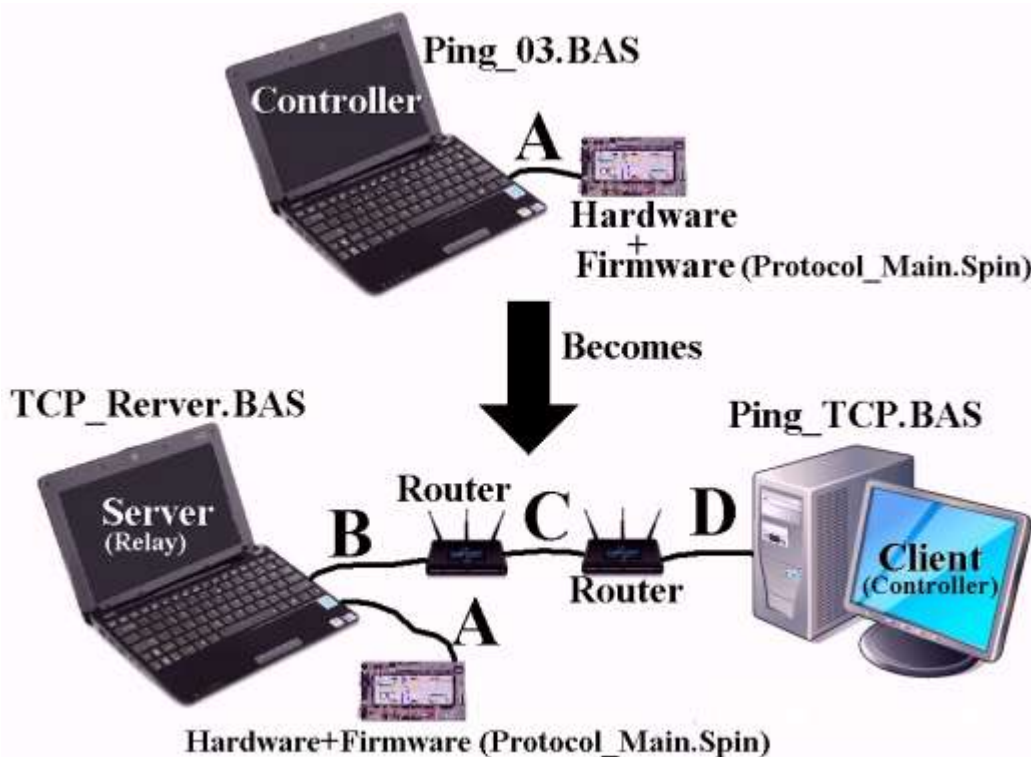 Ping_03.BAS
Controller
A
Hardware
+
Firmware (Protocol_Main.Spin)
Becomes
TCP_Rerver.BAS
Ping_TCP.BAS
Router
Server
(Relay)
B
C
D
Client
(Controller)
Router
A
Hardware+Firmware (Protocol_Main.Spin)